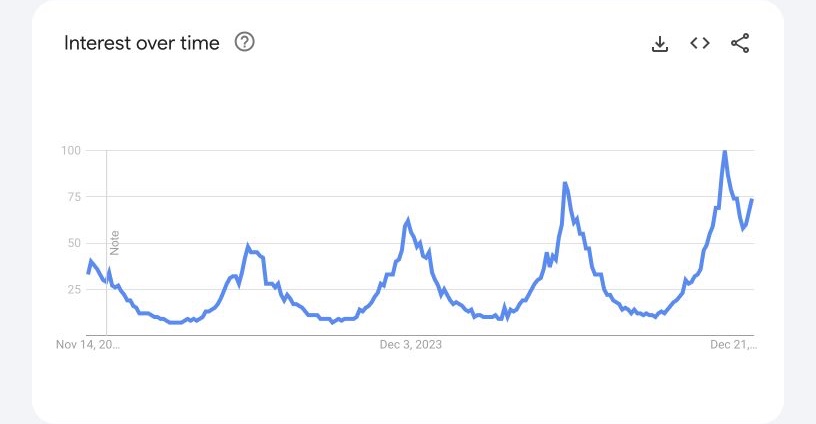 Interest over time
100
75
50
25
Note
Nov 14, 20...
Dec 3, 2023
Dec 21,...